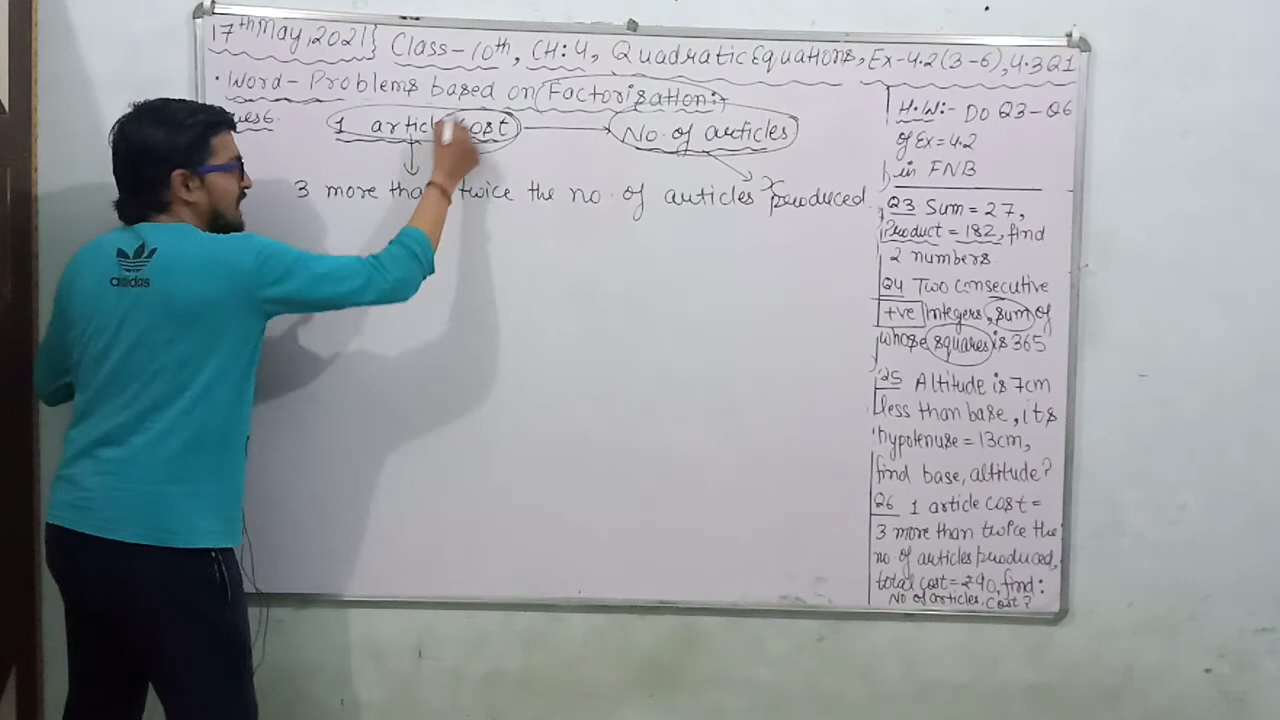 17th May, 2021} Class-10th, CH:4, Quadratic Equations, Ex-4.2(3-6), 4.3Q1
• Word-Problems based on Factorisation:-
1 article cost
No. of articles
x
3 more than twice the no. of articles produced.
H.W:- Do Q3-Q6
of Ex=4.2
in FNB
Q3 Sum = 27,
Product = 182, find
2 numbers
Q4 Two consecutive
+ve Integers, sum of
whose squares is 365
Q5 Altitude is 7cm
less than base, its
hypotenuse = 13cm,
find base, altitude?
Q6 1 article cost =
3 more than twice the
no of articles produced,
total cost = ₹90, find:
No of articles, Cost?
adidas